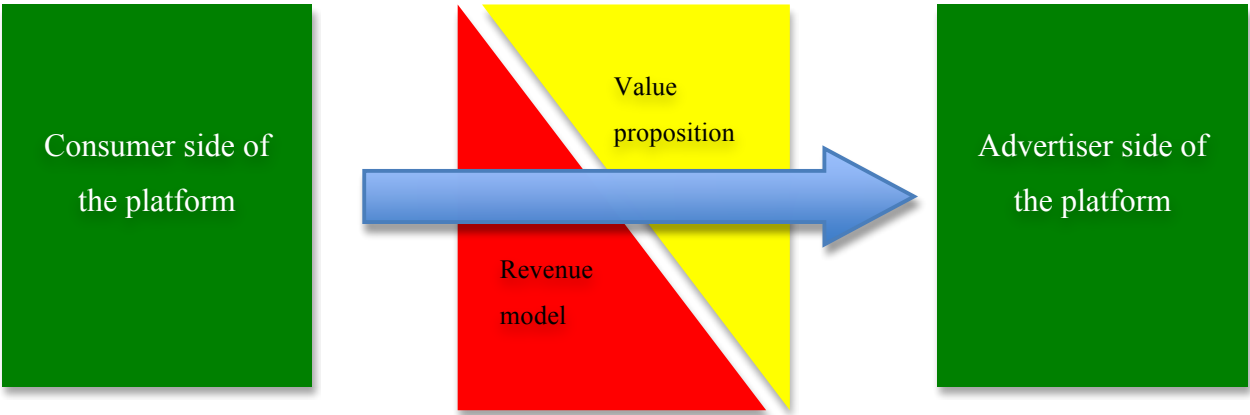 Consumer side of
the platform
Value
proposition
Revenue
model
Advertiser side of
the platform